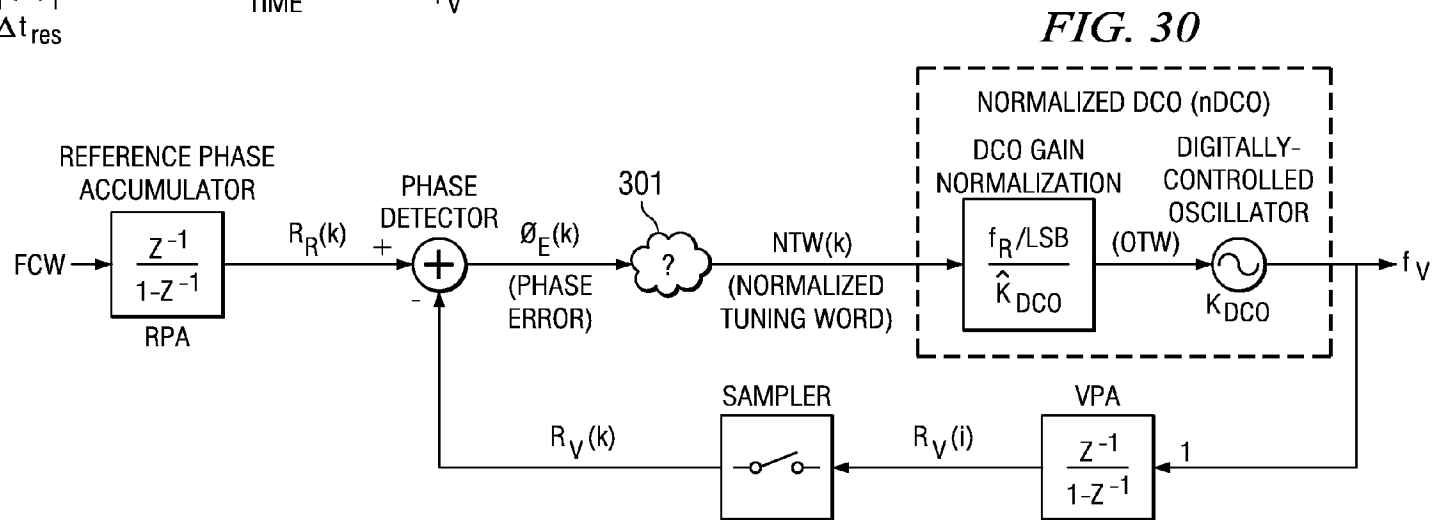 TIME
Δt res
FIG. 30
NORMALIZED DCO (nDCO)
REFERENCE PHASE
ACCUMULATOR
PHASE
DETECTOR
301
DCO GAIN
NORMALIZATION
DIGITALLY-
CONTROLLED
OSCILLATOR
FCW
Z⁻¹
1-Z⁻¹
RPA
R_R(k)
+
+
-
Ø_E(k)
(PHASE
ERROR)
?
NTW(k)
(NORMALIZED
TUNING WORD)
f_R/LSB
K̂_DCO
(OTW)
K_DCO
f_V
SAMPLER
VPA
R_V(k)
R_V(i)
Z⁻¹
1-Z⁻¹
1